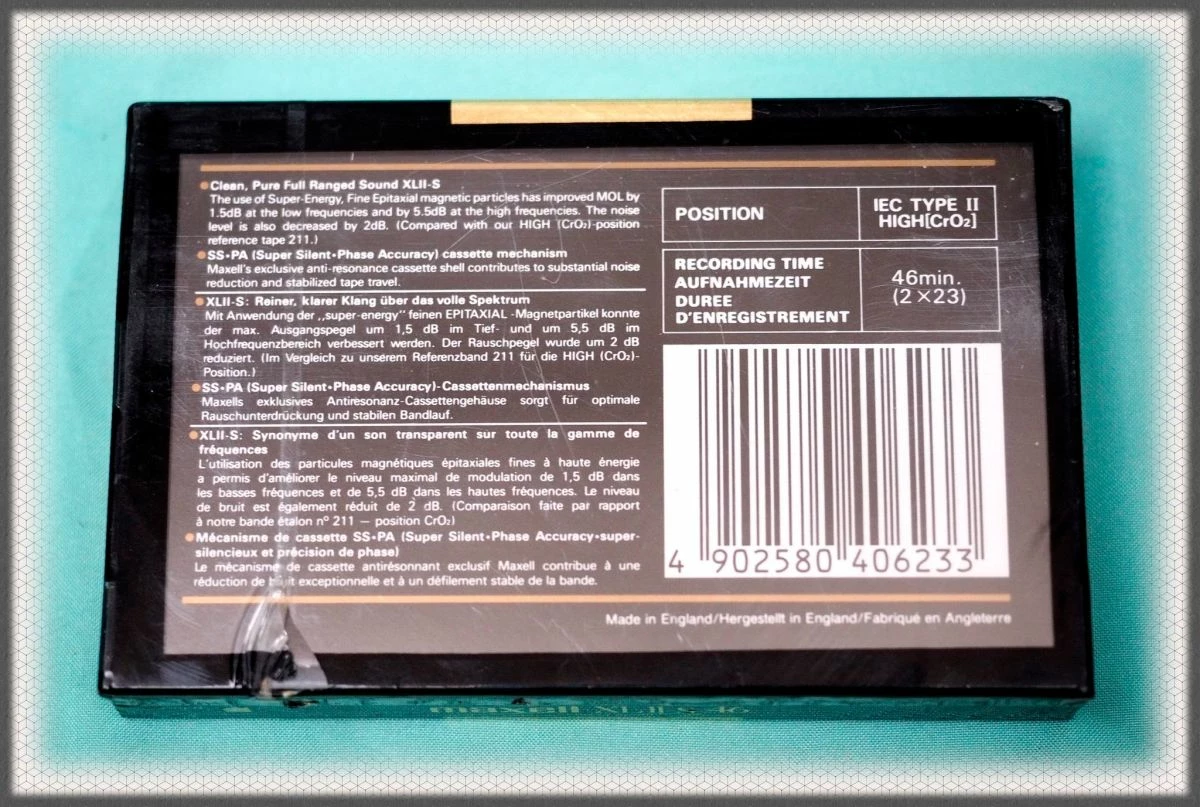 •Clean, Pure Full Ranged Sound XLII-S
The use of Super-Energy, Fine Epitaxial magnetic particles has improved MOL by
1.5dB at the low frequencies and by 5.5dB at the high frequencies. The noise
level is also decreased by 2dB. (Compared with our HIGH (CrO₂)-position
reference tape 211.)
•SS•PA (Super Silent•Phase Accuracy) cassette mechanism
Maxell's exclusive anti-resonance cassette shell contributes to substantial noise
reduction and stabilized tape travel.
•XLII-S: Reiner, klarer Klang über das volle Spektrum
Mit Anwendung der ,,super-energy" feinen EPITAXIAL -Magnetpartikel konnte
der max. Ausgangspegel um 1,5 dB im Tief- und um 5,5 dB im
Hochfrequenzbereich verbessert werden. Der Rauschpegel wurde um 2 dB
reduziert. (Im Vergleich zu unserem Referenzband 211 für die HIGH (CrO₂)-
Position.)
•SS•PA (Super Silent•Phase Accuracy)-Cassettenmechanismus
Maxells exklusives Antiresonanz-Cassettengehäuse sorgt für optimale
Rauschunterdrückung und stabilen Bandlauf.
•XLII-S: Synonyme d'un son transparent sur toute la gamme de
fréquences
L'utilisation des particules magnétiques épitaxiales fines à haute énergie
a permis d'améliorer le niveau maximal de modulation de 1,5 dB dans
les basses fréquences et de 5,5 dB dans les hautes fréquences. Le niveau
de bruit est également réduit de 2 dB. (Comparaison faite par rapport
à notre bande étalon nº 211 — position CrO₂)
•Mécanisme de cassette SS•PA (Super Silent•Phase Accuracy•super-
silencieux et précision de phase)
Le mécanisme de cassette antirésonnant exclusif Maxell contribue à une
réduction de bruit exceptionnelle et à un défilement stable de la bande.
POSITION
IEC TYPE II
HIGH[CrO₂]
RECORDING TIME
AUFNAHMEZEIT
DUREE
D'ENREGISTREMENT
46min.
(2×23)
4 902580 406233
Made in England/Hergestellt in England/Fabriqué en Angleterre
maxell XLII-S 46